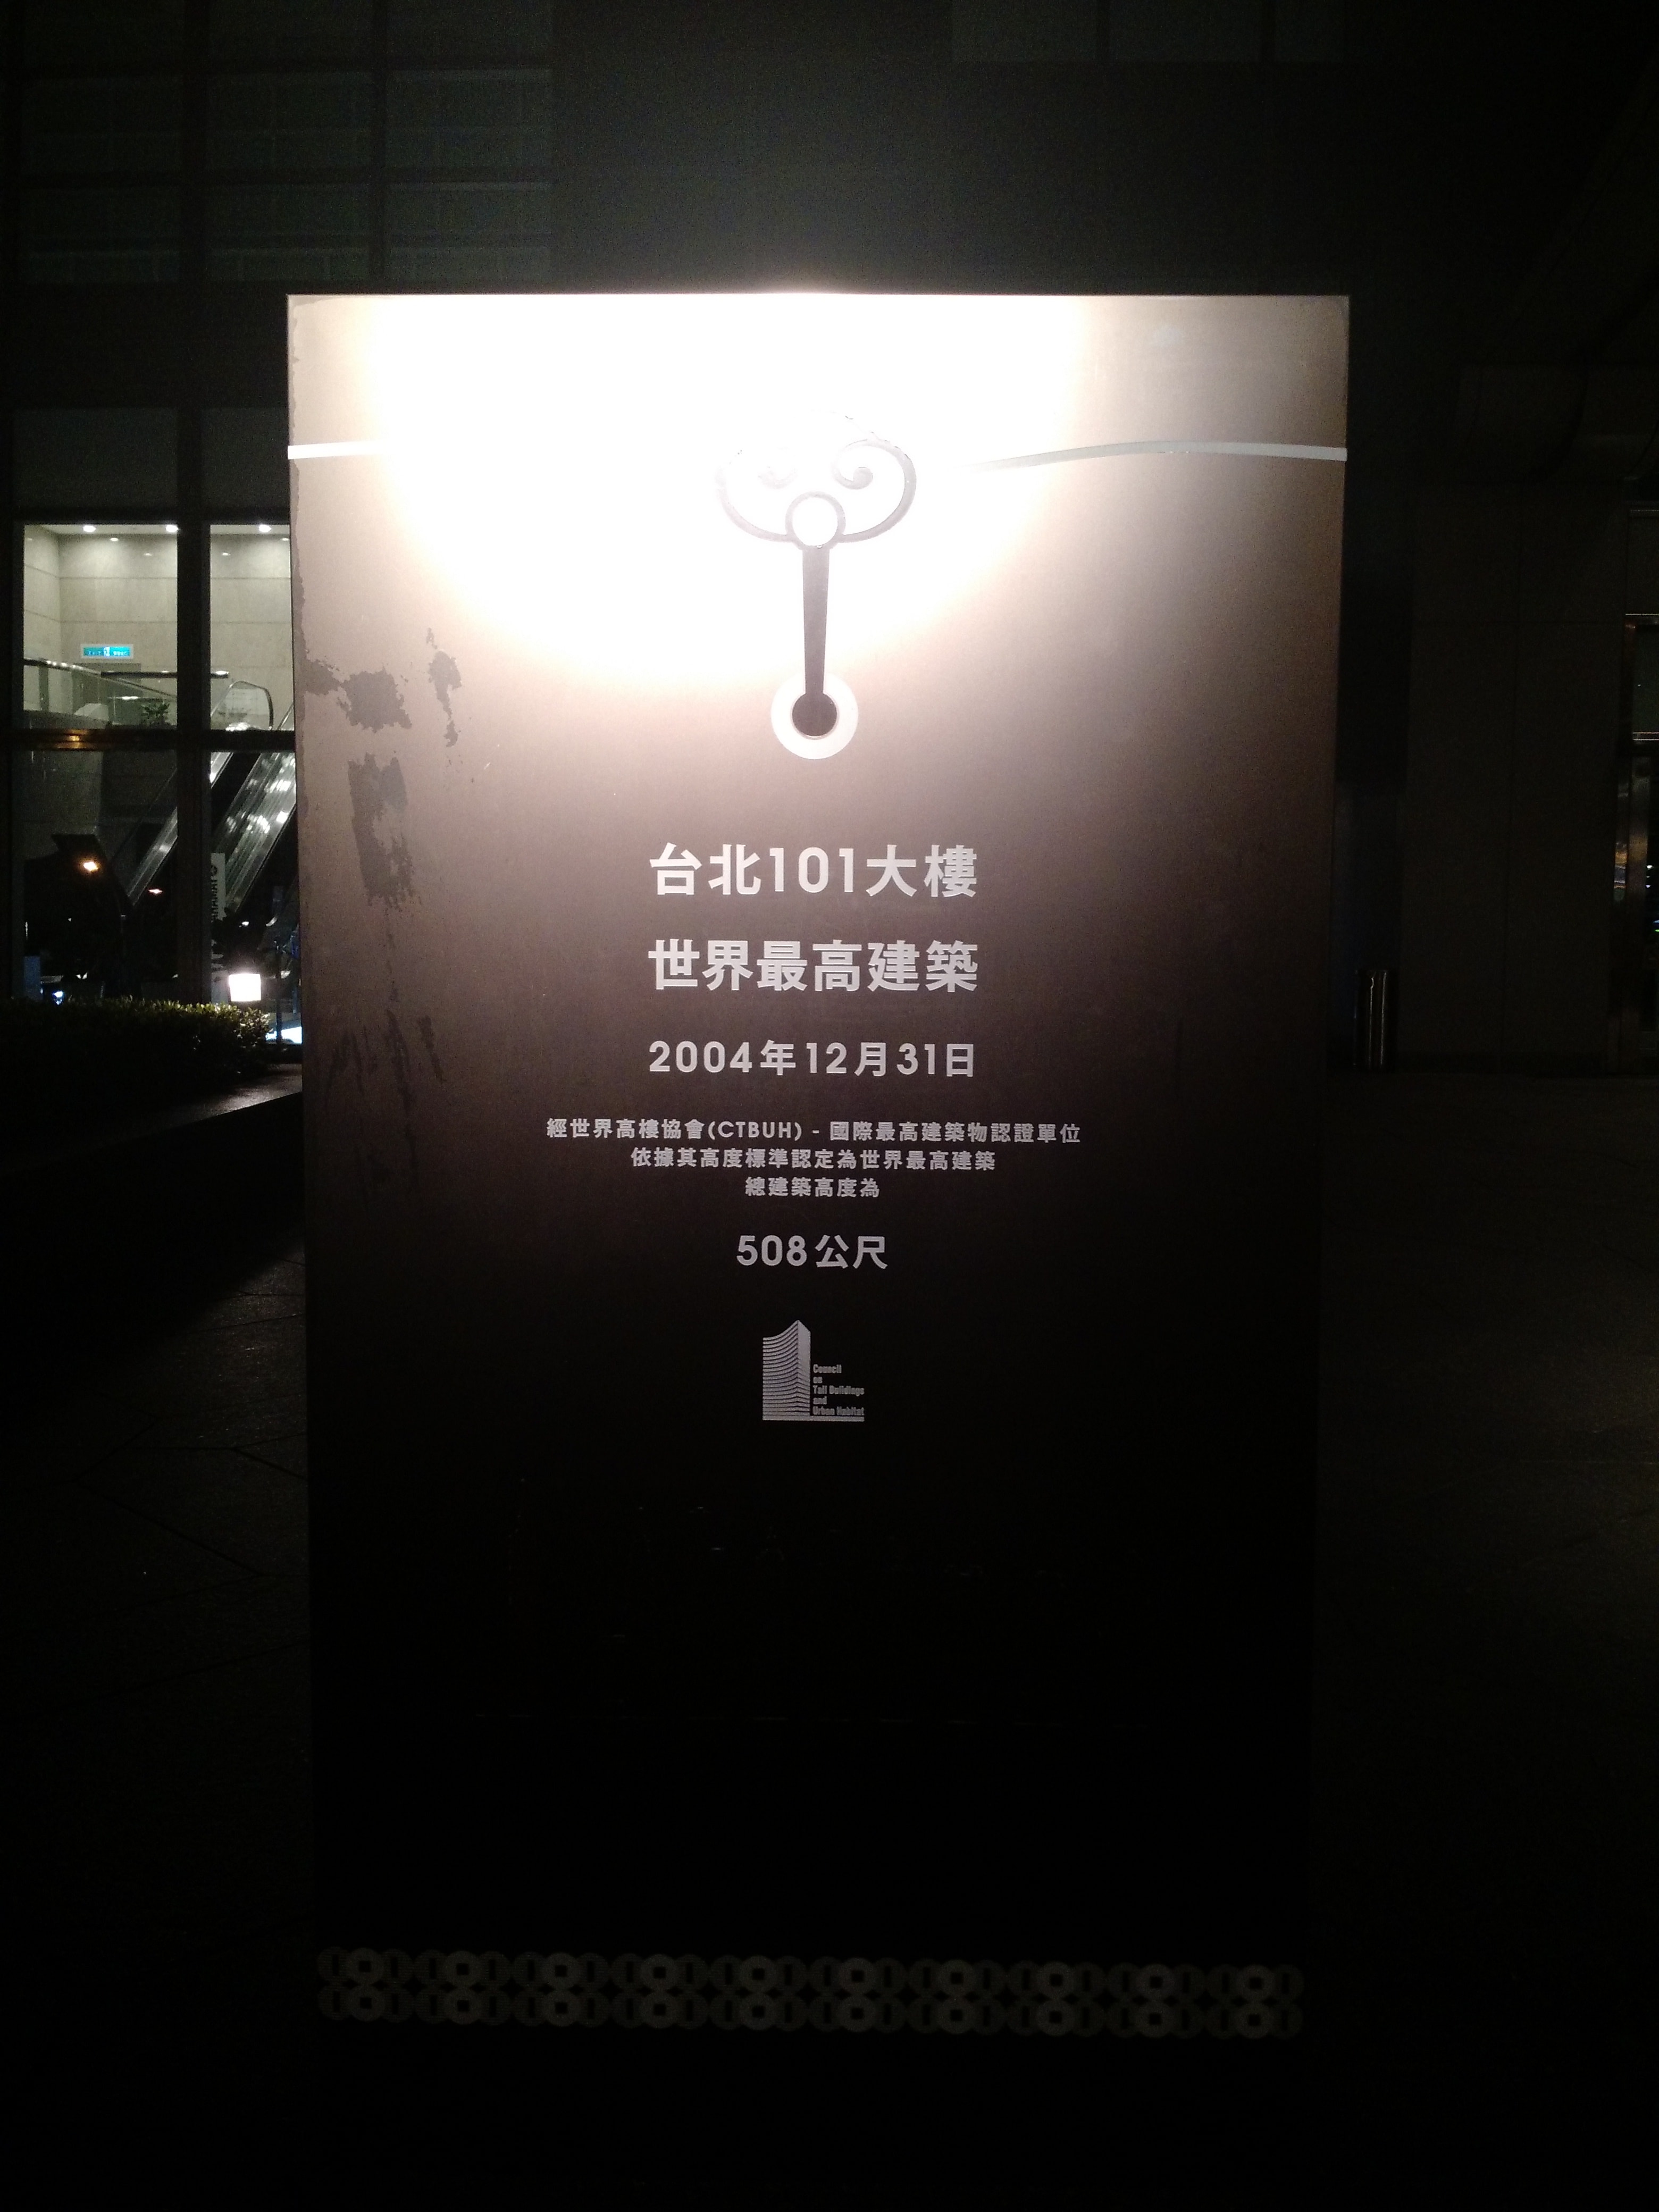 台北101大樓
世界最高建築
2004年12月31日
經世界高樓協會(CTBUH) - 國際最高建築物認證單位
依據其高度標準認定為世界最高建築
總建築高度為
508公尺
Council
on
Tall Buildings
and
Urban Habitat